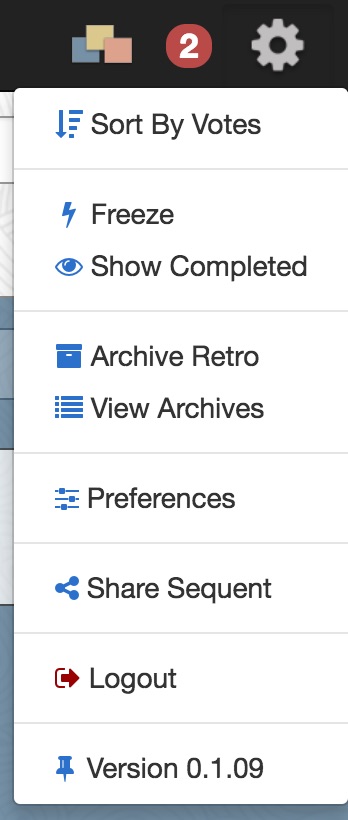 2
Sort By Votes
Freeze
Show Completed
Archive Retro
View Archives
Preferences
Share Sequent
Logout
Version 0.1.09